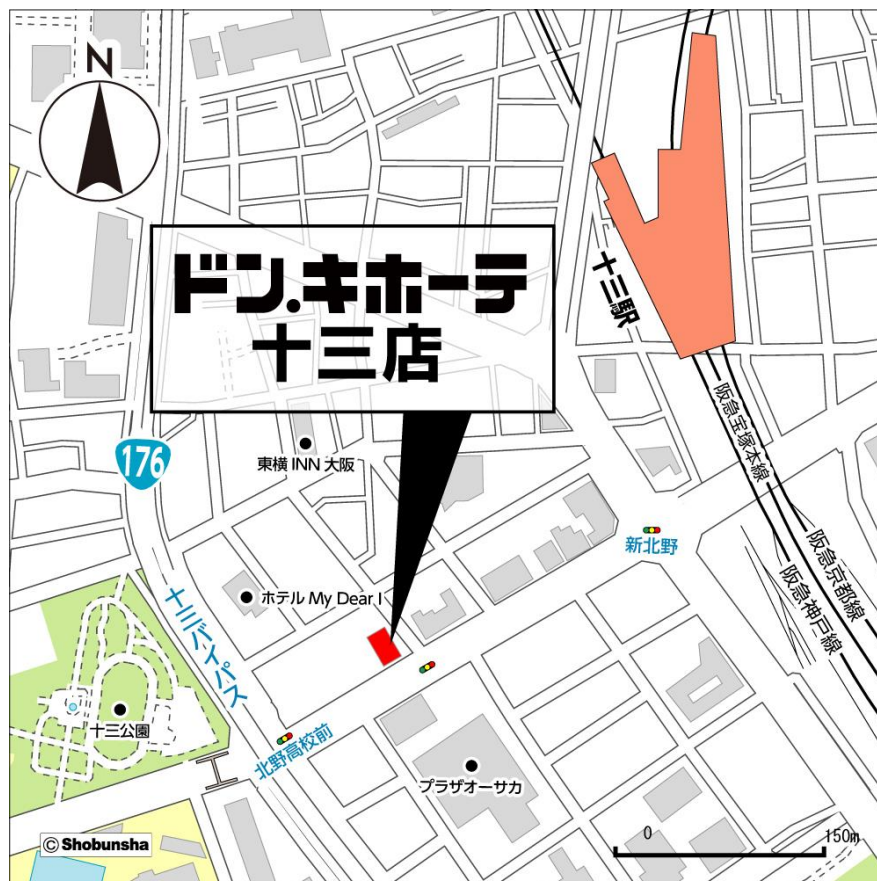 N
ドン.キホーテ
十三店
十三駅
阪急宝塚本線
176
東横INN大阪
新北野
阪急京都線
阪急神戸線
ホテル My Dear I
十三バイパス
十三公園
北野高校前
プラザオーサカ
© Shobunsha
0
150m